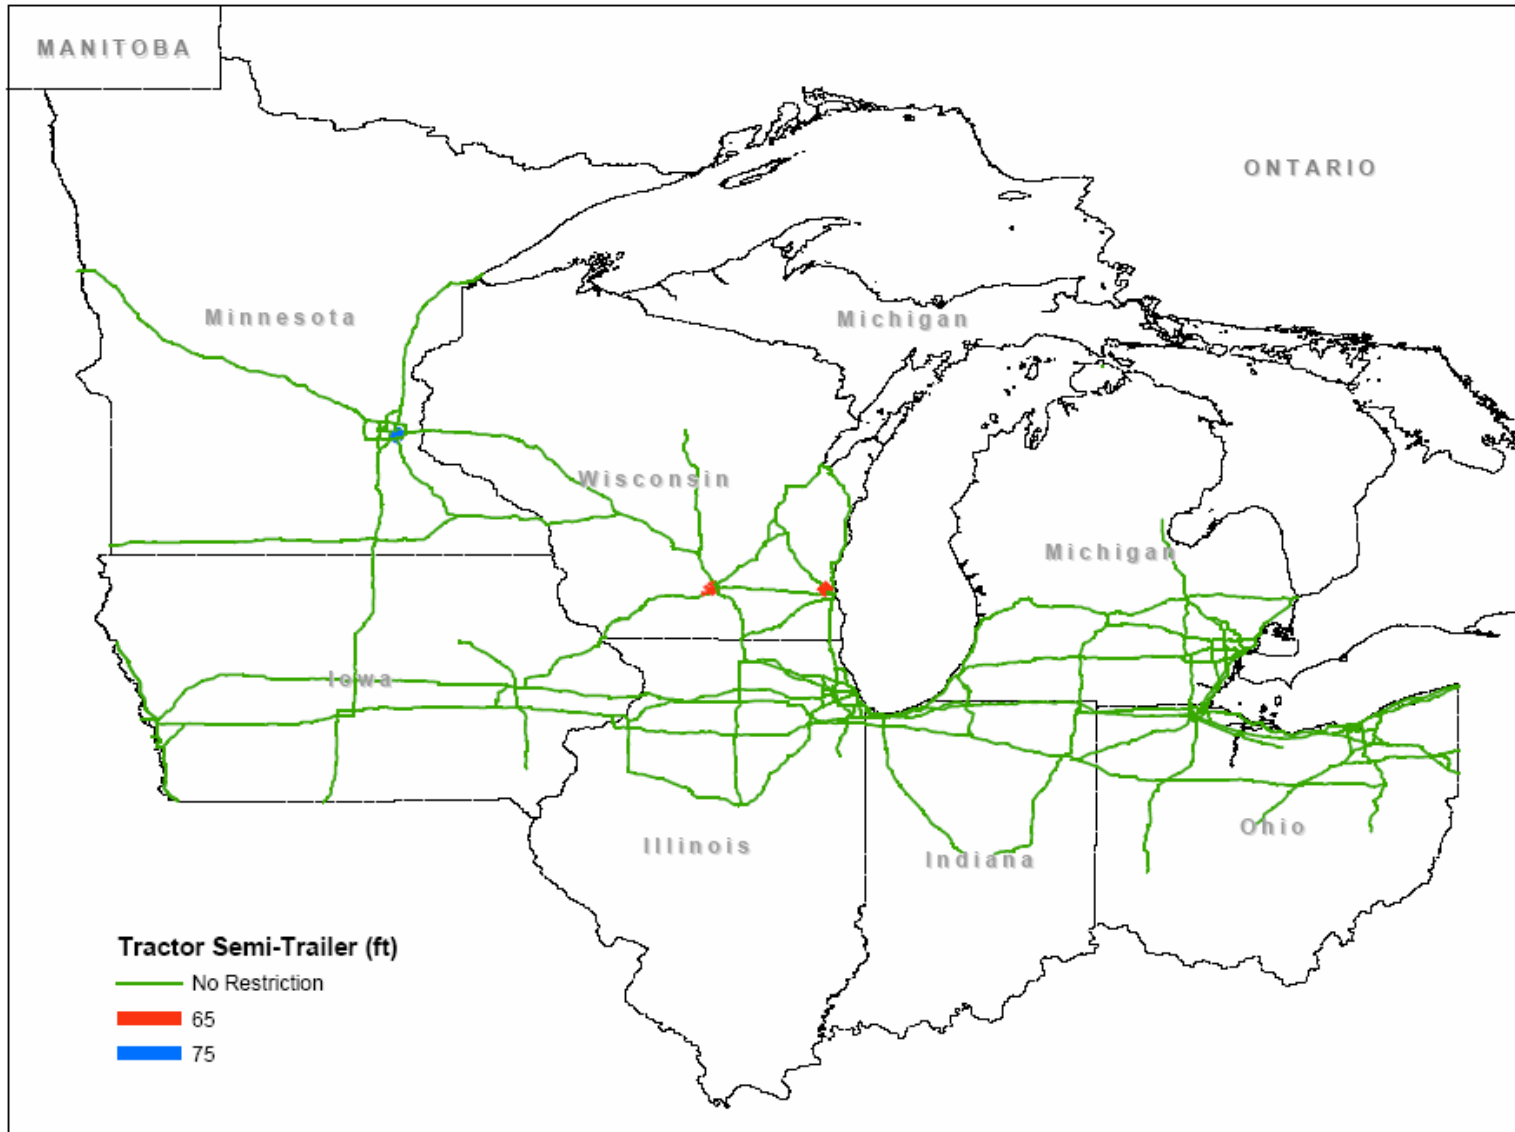 MANITOBA
ONTARIO
Minnesota
Michigan
Wisconsin
Michigan
Iowa
Illinois
Indiana
Ohio
Tractor Semi-Trailer (ft)
No Restriction
65
75